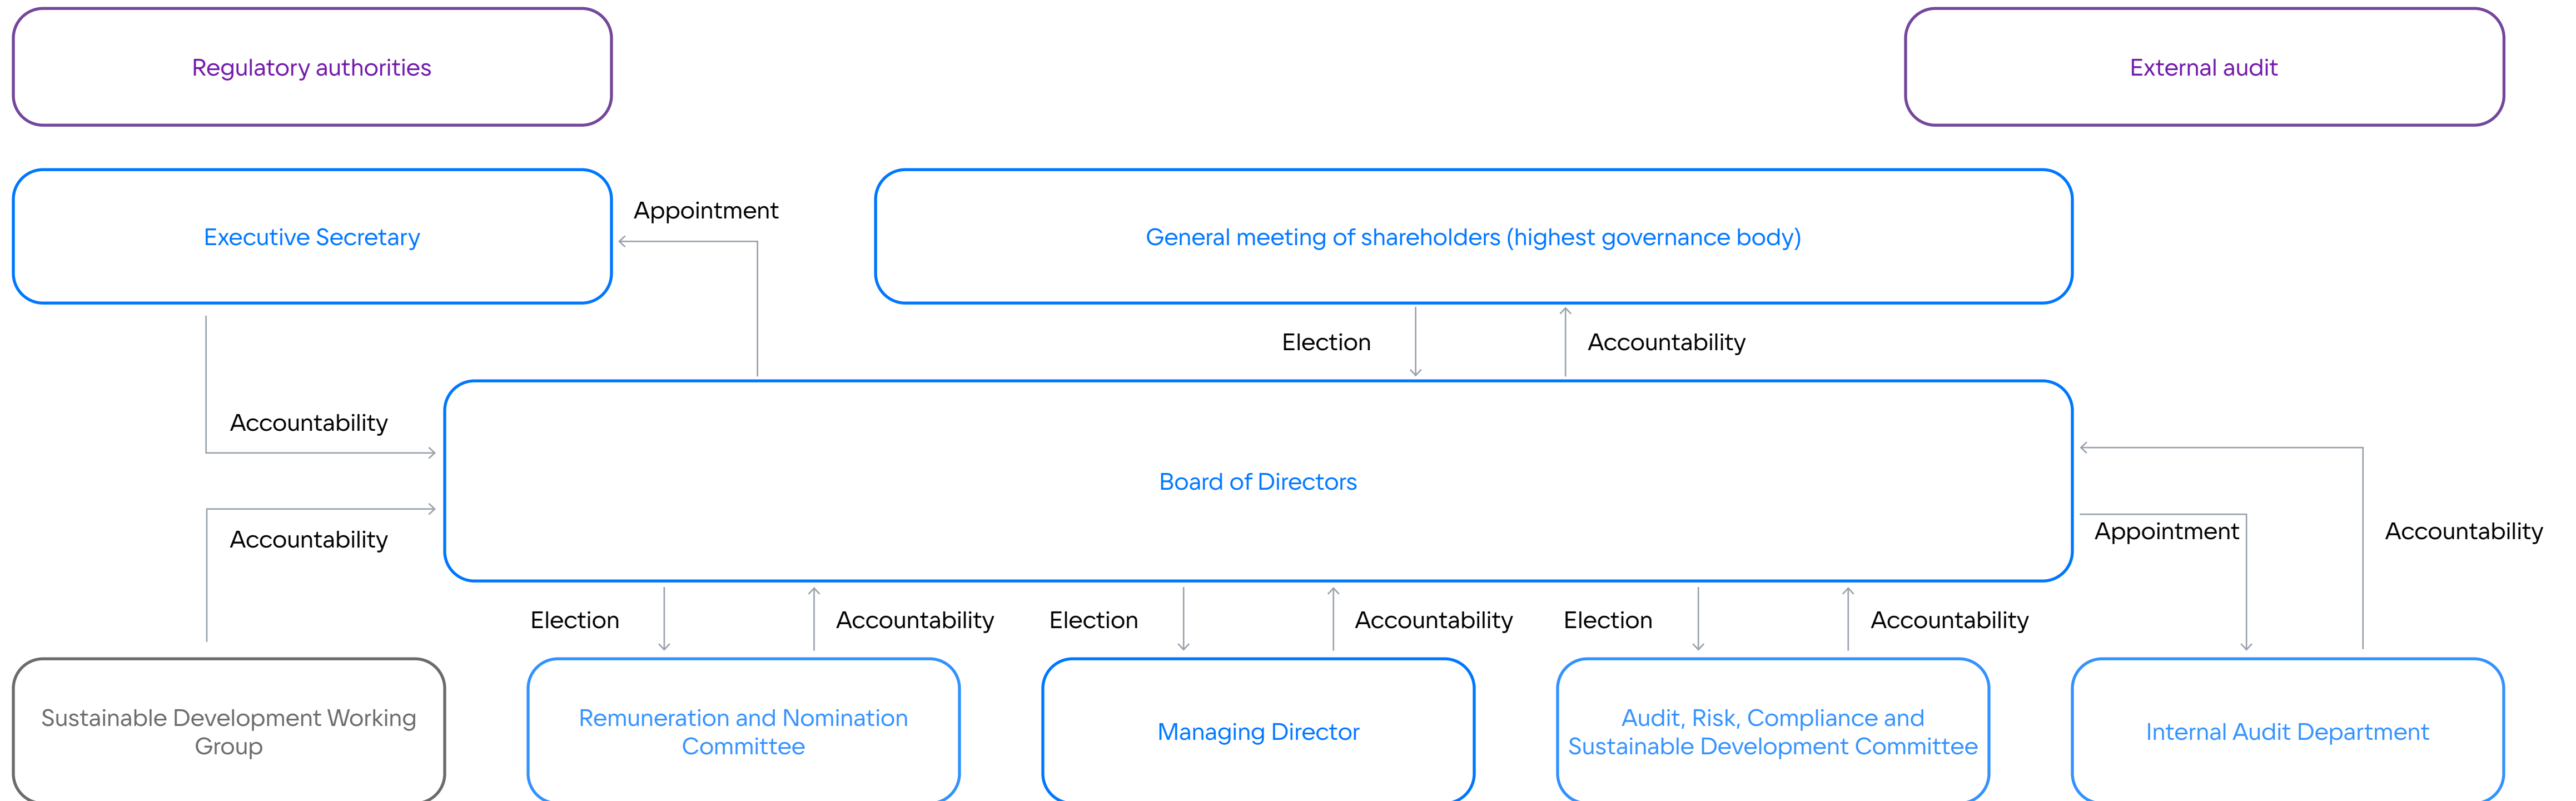 Regulatory authorities
External audit
Executive Secretary
Appointment
General meeting of shareholders (highest governance body)
Election
Accountability
Accountability
Board of Directors
Accountability
Appointment
Accountability
Election
Accountability
Election
Accountability
Election
Accountability
Sustainable Development Working
Group
Remuneration and Nomination
Committee
Managing Director
Audit, Risk, Compliance and
Sustainable Development Committee
Internal Audit Department